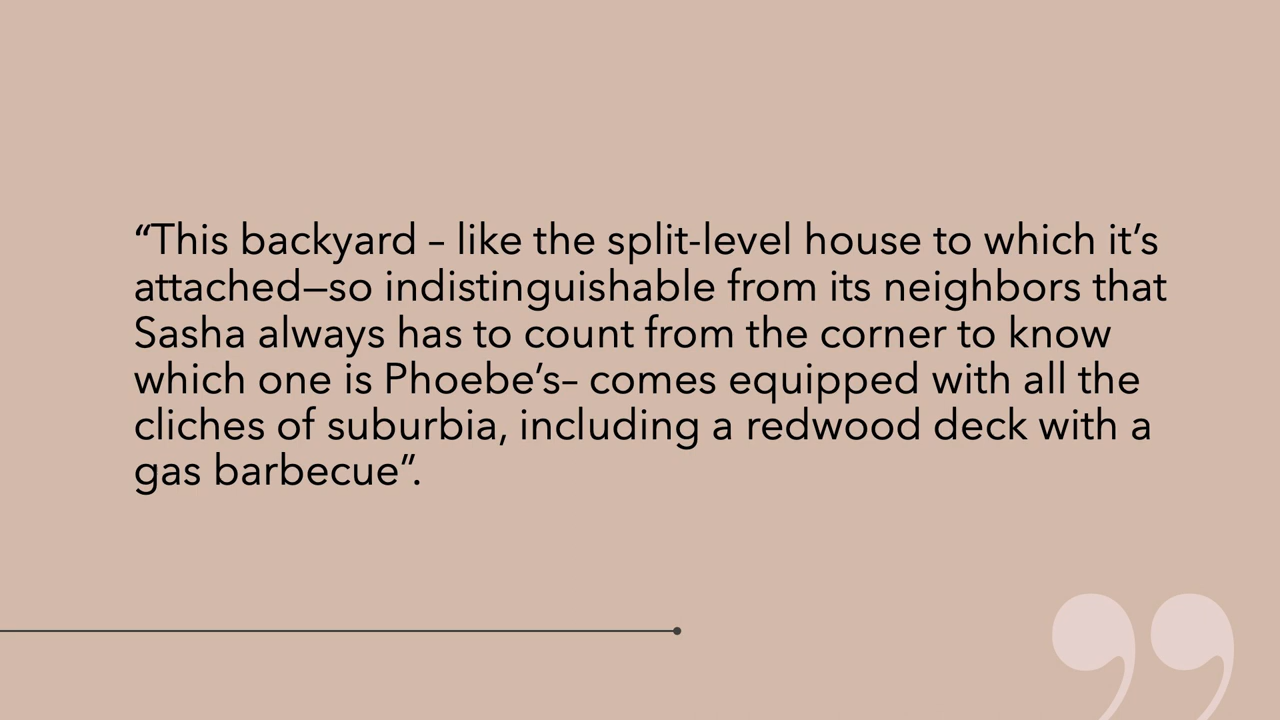 “This backyard – like the split-level house to which it’s
attached—so indistinguishable from its neighbors that
Sasha always has to count from the corner to know
which one is Phoebe’s– comes equipped with all the
cliches of suburbia, including a redwood deck with a
gas barbecue”.